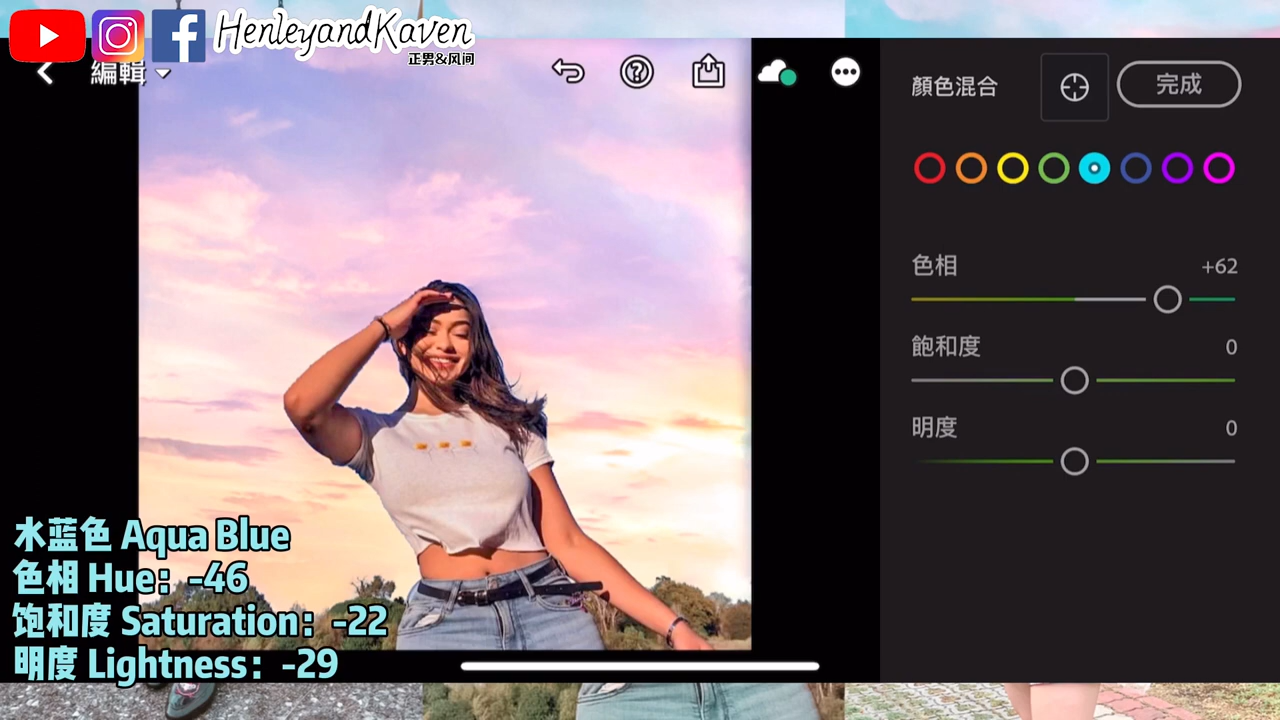 HenleyandKaven
正男&风间
編輯
顏色混合
完成
色相 +62
飽和度 0
明度 0
水蓝色 Aqua Blue
色相 Hue：-46
饱和度 Saturation：-22
明度 Lightness：-29